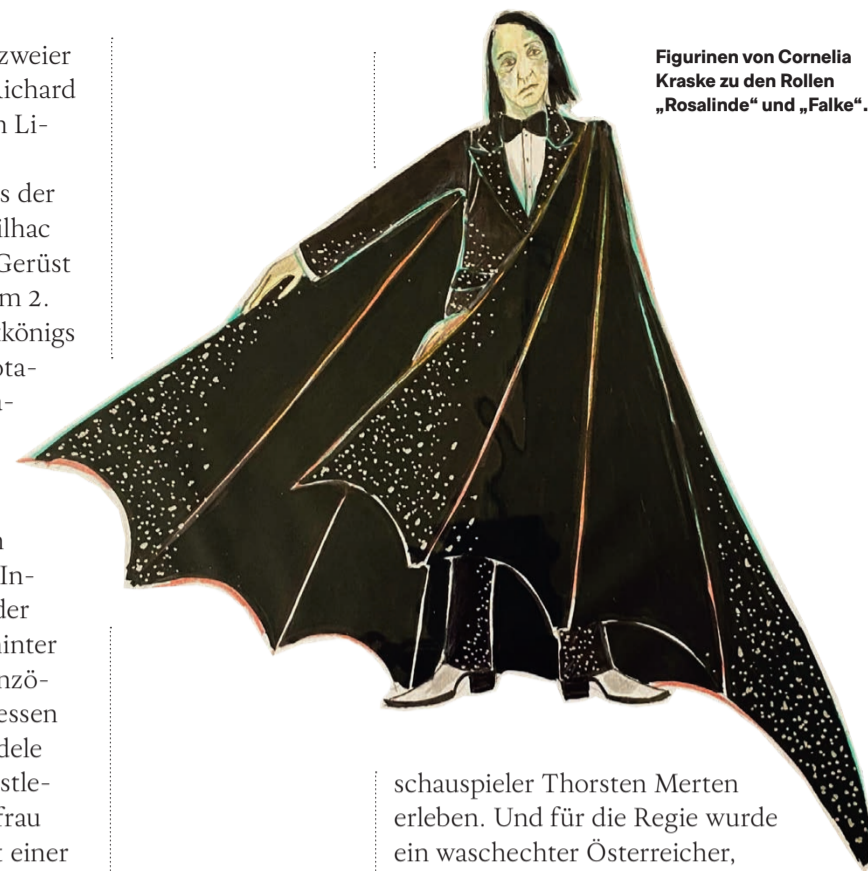 zweier
Richard
n Li-
s der
ilhac
Gerüst
m 2.
königs
ota-
In-
der
hinter
nzö-
essen
dele
stle-
frau
t einer
schauspieler Thorsten Merten
erleben. Und für die Regie wurde
ein waschechter Österreicher,
Figurinen von Cornelia
Kraske zu den Rollen
„Rosalinde“ und „Falke“.